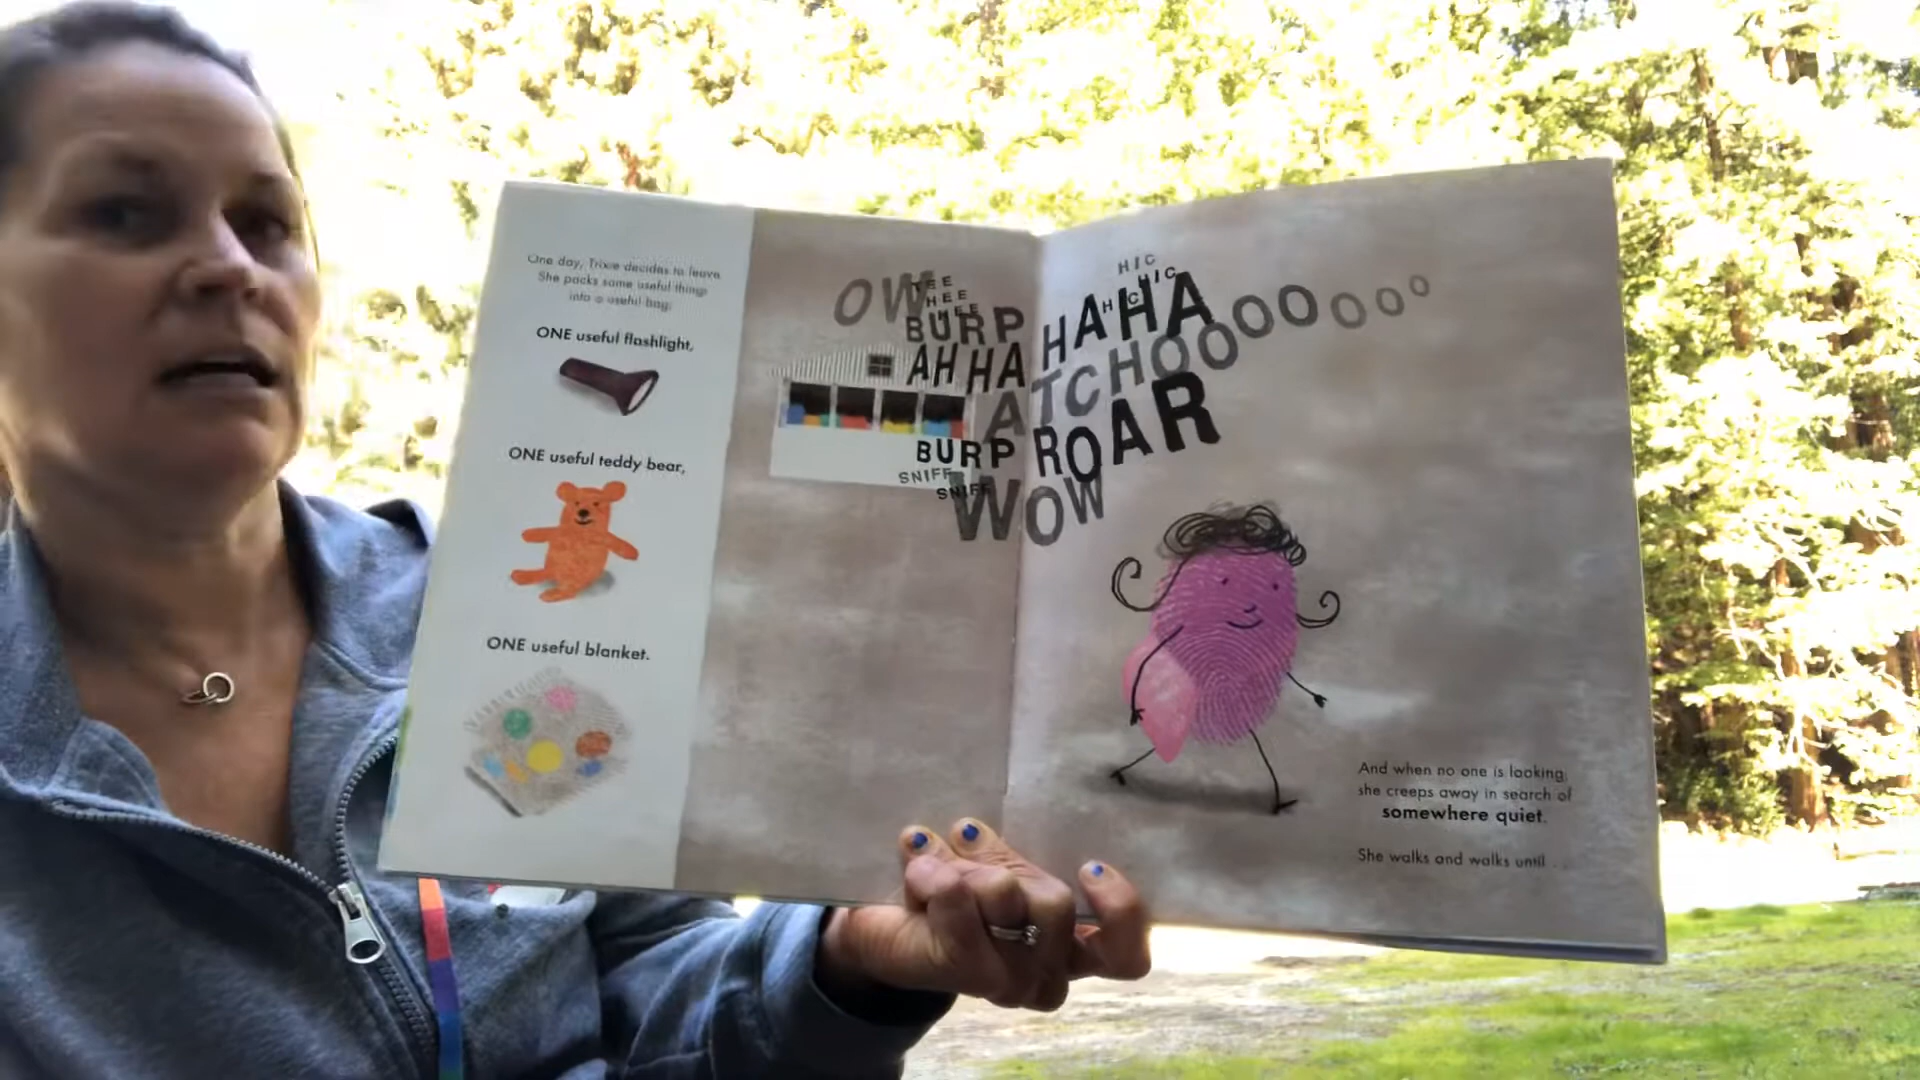 One day, Trixie decides to leave.
She packs some useful things
into a useful bag:
ONE useful flashlight,
ONE useful teddy bear,
ONE useful blanket.
OW
TEE
HEE
HEE
BURP
AH HA
HIC
HIC
HIC
HAHA
ATCHOOOOOOOO
BURP ROAR
SNIFF
SNIFF
WOW
And when no one is looking,
she creeps away in search of
somewhere quiet.
She walks and walks until . . .